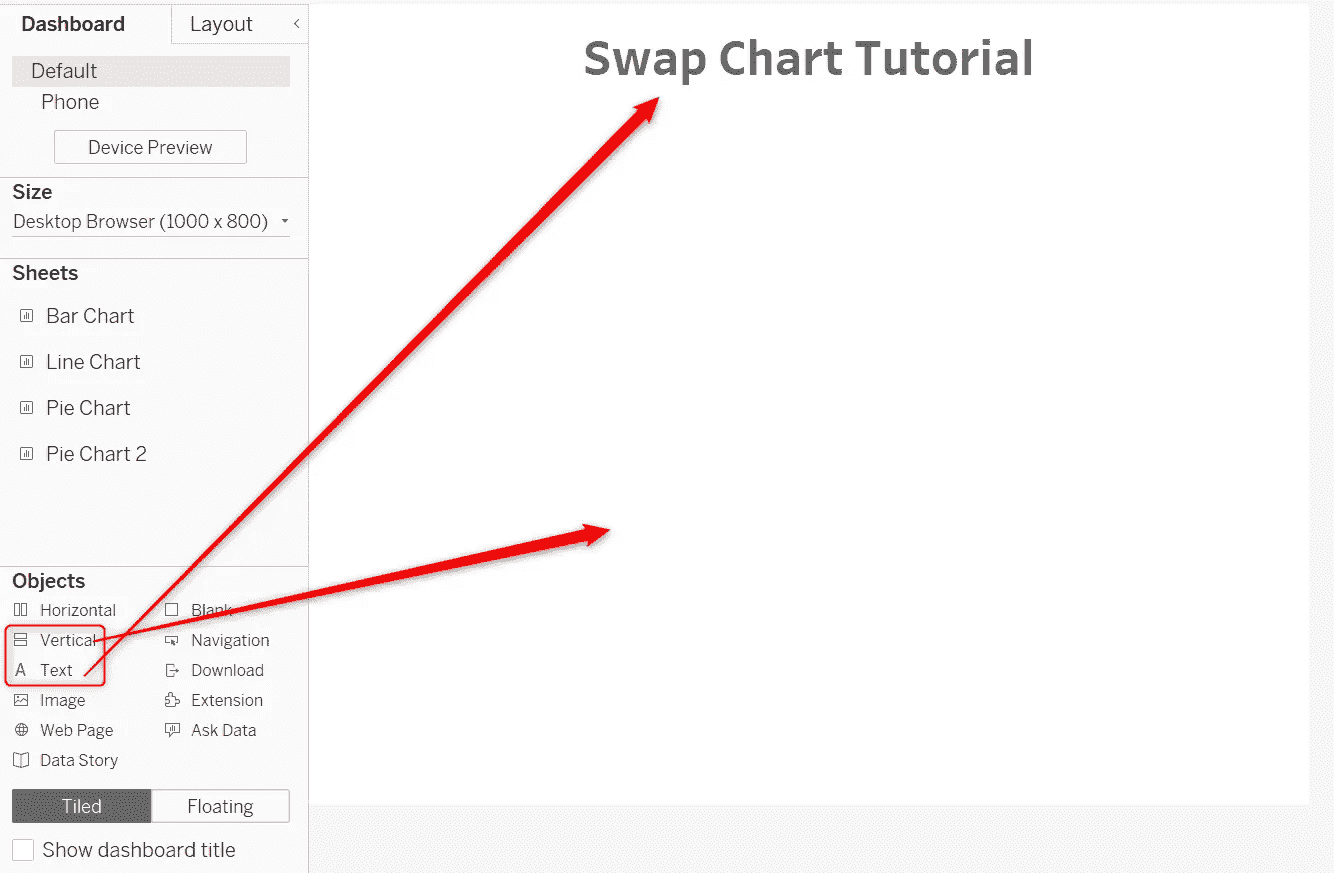 Dashboard
Layout
Default
Phone
Device Preview
Size
Desktop Browser (1000 x 800)
Sheets
Bar Chart
Line Chart
Pie Chart
Pie Chart 2
Objects
Horizontal
Blank
Vertical
Navigation
Text
Download
Image
Extension
Web Page
Ask Data
Data Story
Tiled
Floating
Show dashboard title
Swap Chart Tutorial